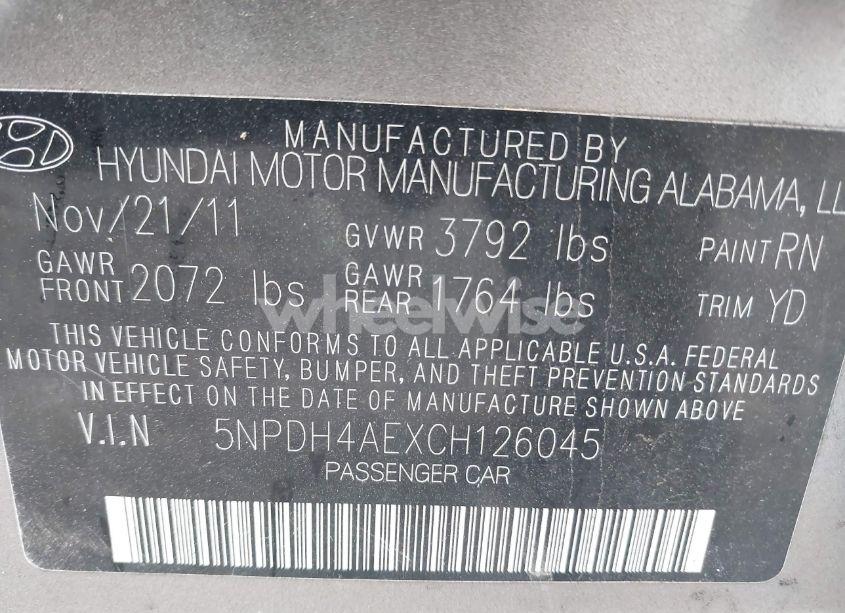 MANUFACTURED BY
HYUNDAI MOTOR MANUFACTURING ALABAMA, LL
Nov/21/11 GVWR 3792 lbs PAINT RN
GAWR FRONT 2072 lbs GAWR REAR 1764 lbs TRIM YD
wheelwise
THIS VEHICLE CONFORMS TO ALL APPLICABLE U.S.A. FEDERAL
MOTOR VEHICLE SAFETY, BUMPER, AND THEFT PREVENTION STANDARDS
IN EFFECT ON THE DATE OF MANUFACTURE SHOWN ABOVE.
V.I.N 5NPDH4AEXCH126045
PASSENGER CAR